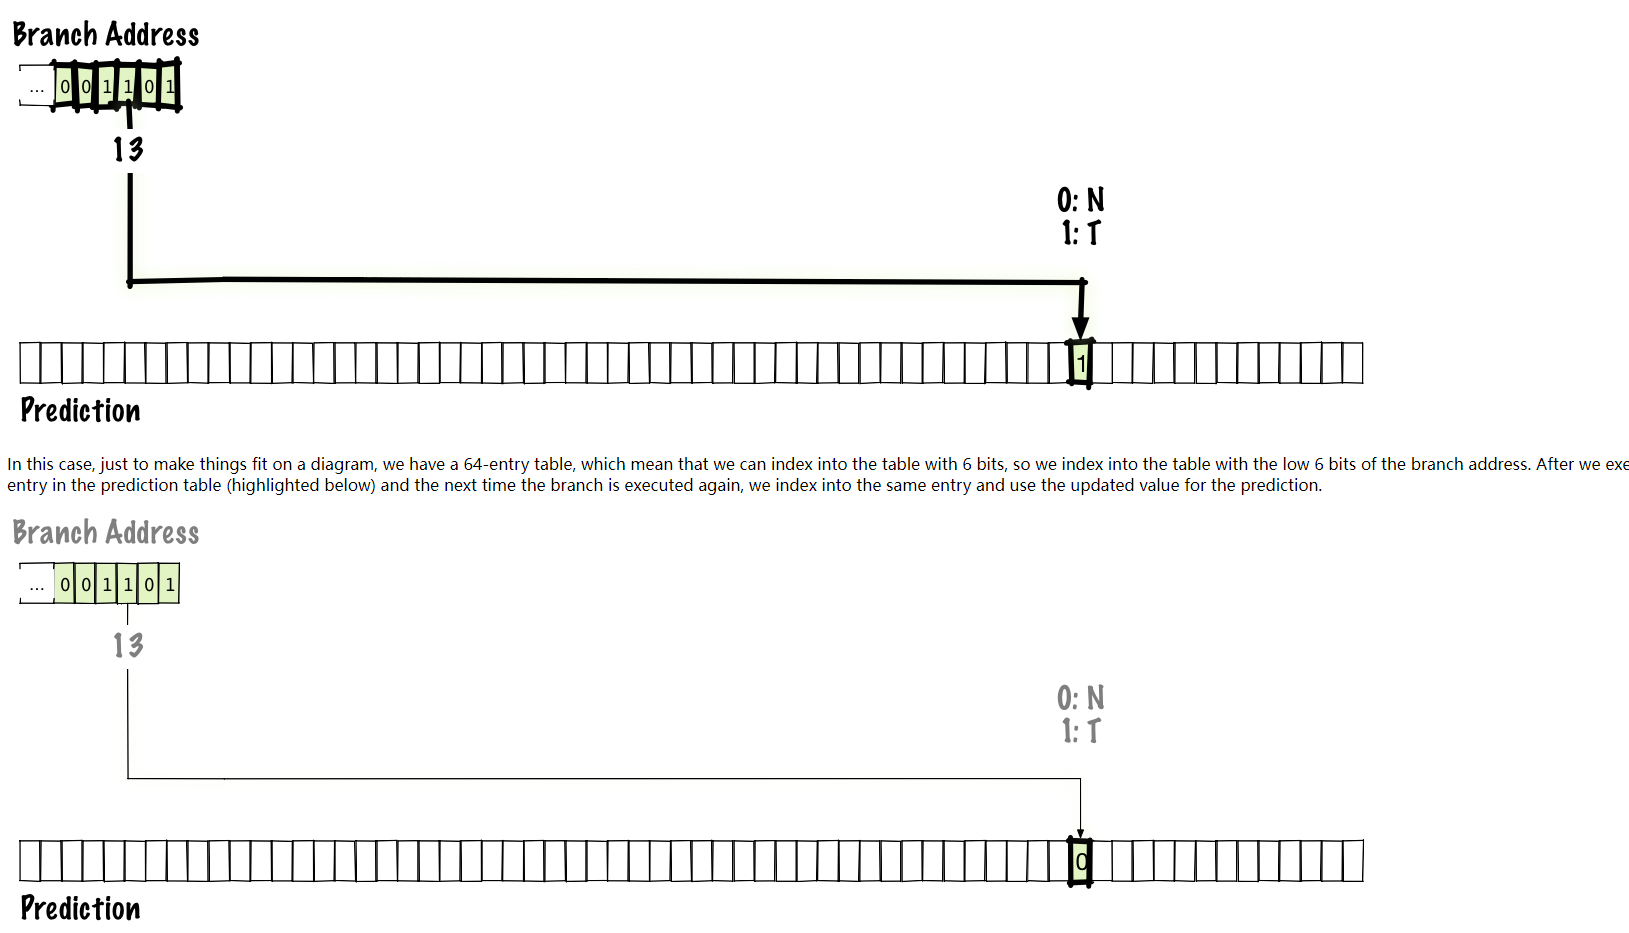 Branch Address
... 0 0 1 1 0 1
13
0: N
1: T
1
Prediction
In this case, just to make things fit on a diagram, we have a 64-entry table, which mean that we can index into the table with 6 bits, so we index into the table with the low 6 bits of the branch address. After we
entry in the prediction table (highlighted below) and the next time the branch is executed again, we index into the same entry and use the updated value for the prediction.
Branch Address
... 0 0 1 1 0 1
13
0: N
1: T
0
Prediction